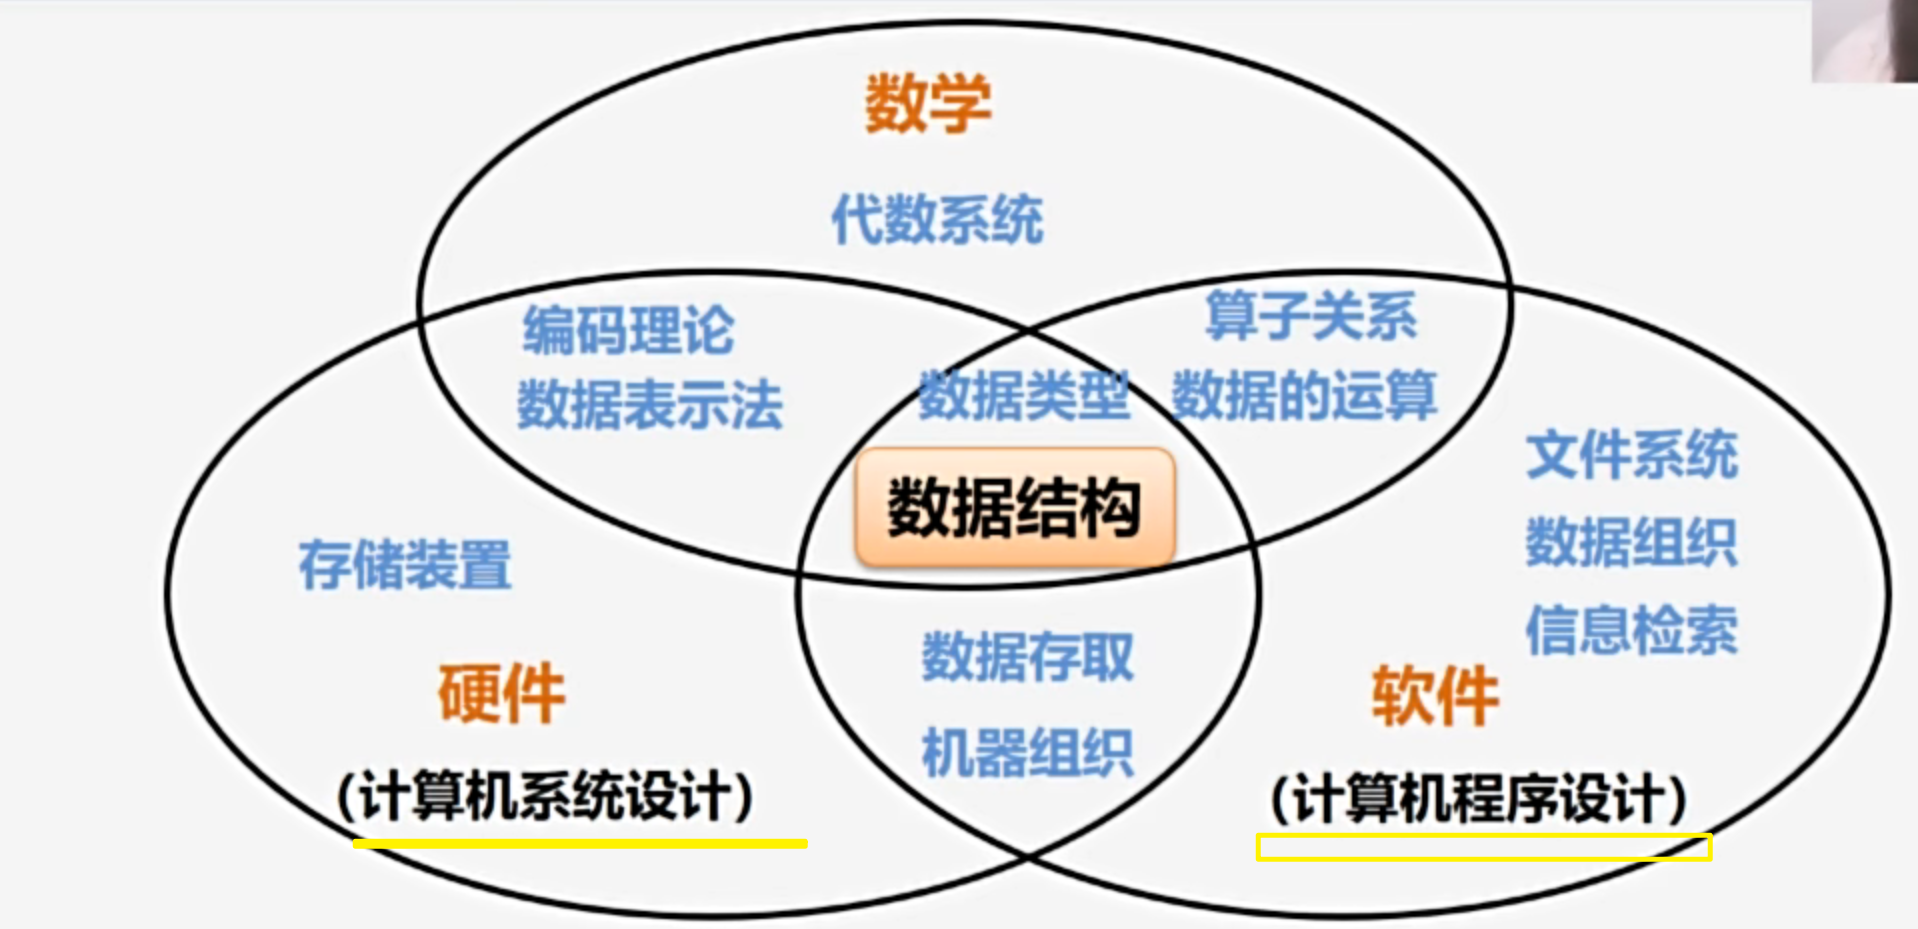 数学
代数系统
编码理论
算子关系
数据表示法
数据类型
数据的运算
数据结构
文件系统
数据组织
信息检索
存储装置
数据存取
机器组织
硬件
软件
(计算机系统设计)
(计算机程序设计)